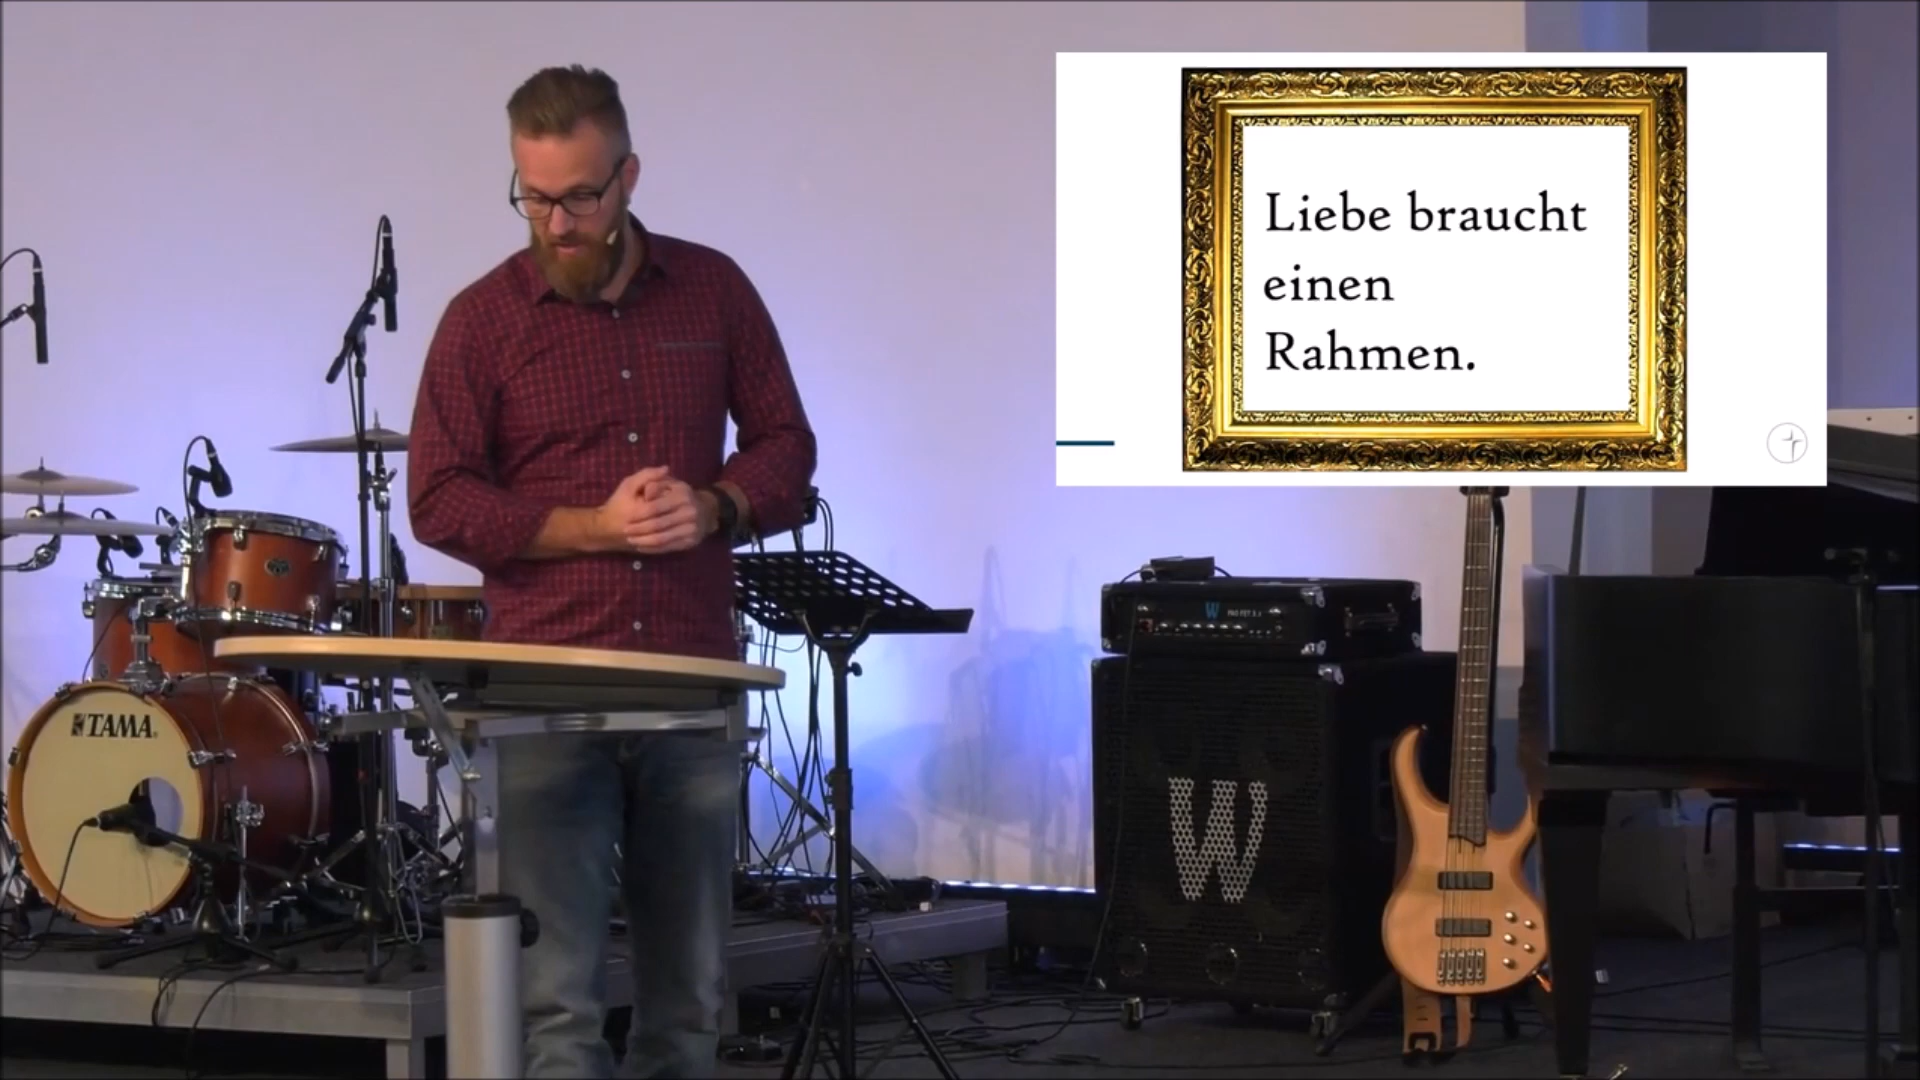 Liebe braucht
einen
Rahmen.
TAMA
W
W